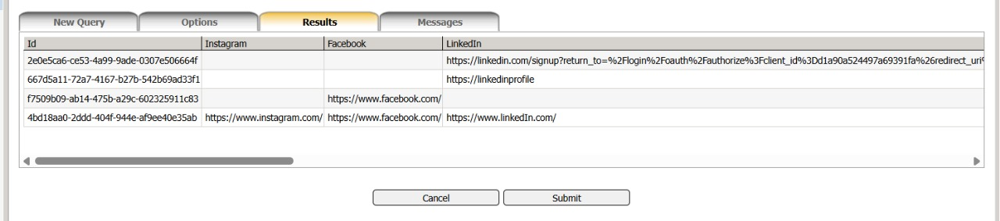 New Query Options Results Messages
Id Instagram Facebook LinkedIn
2e0e5ca6-ce53-4a99-9ade-0307e506664f https://linkedin.com/signup?return_to=%2Flogin%2Foauth%2Fauthorize%3Fclient_id%3Dd1a90a524497a69391fa%26redirect_uri%
667d5a11-72a7-4167-b27b-542b69ad33f1 https://linkedinprofile
f7509b09-ab14-475b-a29c-602325911c83 https://www.facebook.com/
4bd18aa0-2ddd-404f-944e-af9ee40e35ab https://www.instagram.com/ https://www.facebook.com/ https://www.linkedIn.com/
Cancel Submit